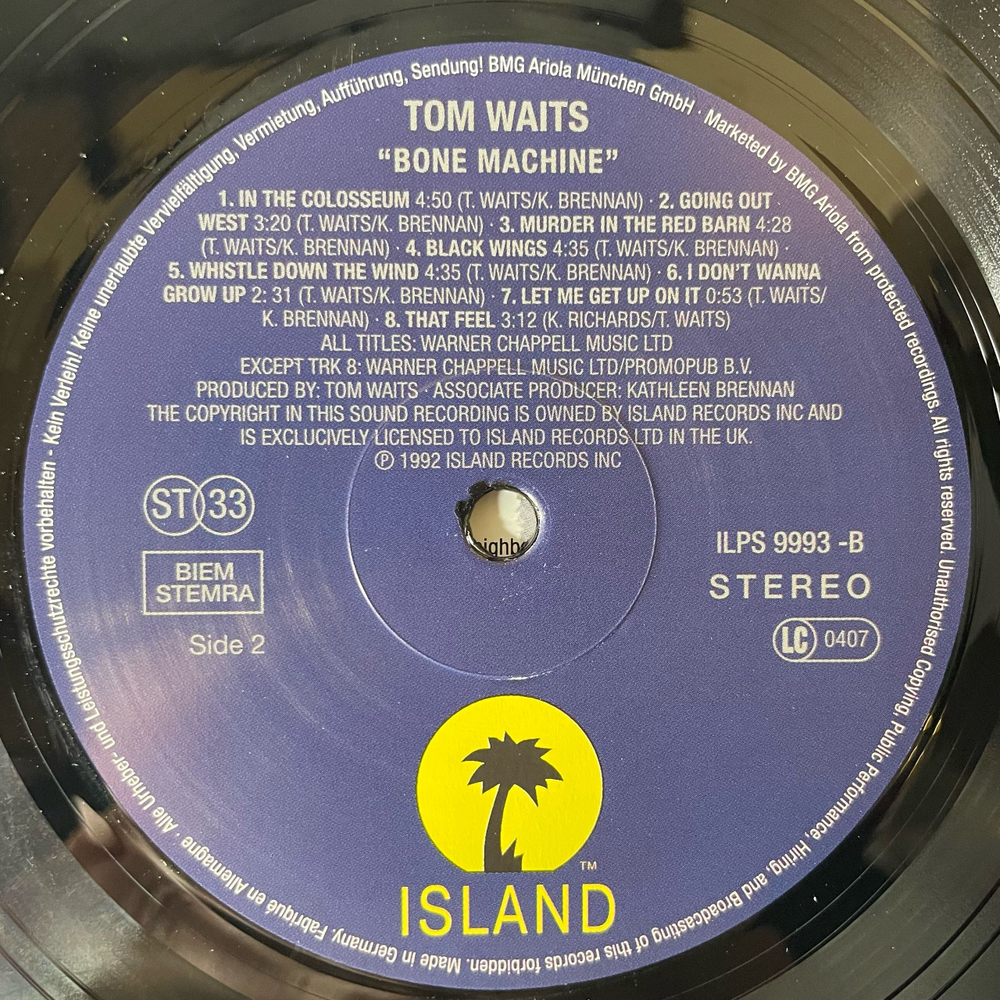 TOM WAITS
“BONE MACHINE”
1. IN THE COLOSSEUM 4:50 (T. WAITS/K. BRENNAN) · 2. GOING OUT
WEST 3:20 (T. WAITS/K. BRENNAN) · 3. MURDER IN THE RED BARN 4:28
(T. WAITS/K. BRENNAN) · 4. BLACK WINGS 4:35 (T. WAITS/K. BRENNAN) ·
5. WHISTLE DOWN THE WIND 4:35 (T. WAITS/K. BRENNAN) · 6. I DON’T WANNA
GROW UP 2: 31 (T. WAITS/K. BRENNAN) · 7. LET ME GET UP ON IT 0:53 (T. WAITS/
K. BRENNAN) · 8. THAT FEEL 3:12 (K. RICHARDS/T. WAITS)
ALL TITLES: WARNER CHAPPELL MUSIC LTD
EXCEPT TRK 8: WARNER CHAPPELL MUSIC LTD/PROMOPUB B.V.
PRODUCED BY: TOM WAITS · ASSOCIATE PRODUCER: KATHLEEN BRENNAN
THE COPYRIGHT IN THIS SOUND RECORDING IS OWNED BY ISLAND RECORDS INC AND
IS EXCLUCIVELY LICENSED TO ISLAND RECORDS LTD IN THE UK.
Ⓟ 1992 ISLAND RECORDS INC
ST 33
BIEM
STEMRA
Side 2
ighbo
ILPS 9993 -B
STEREO
LC 0407
TM
ISLAND
Alle Urheber- und Leistungsschutzrechte vorbehalten - Kein Verleih! Keine unerlaubte Vervielfältigung, Vermietung, Aufführung, Sendung! BMG Ariola München GmbH · Marketed by BMG Ariola from protected recordings. All rights reserved. Unauthorised Copying, Public Performance, Hiring, and Broadcasting of this records forbidden. Made in Germany. Fabriqué en Allemagne ·